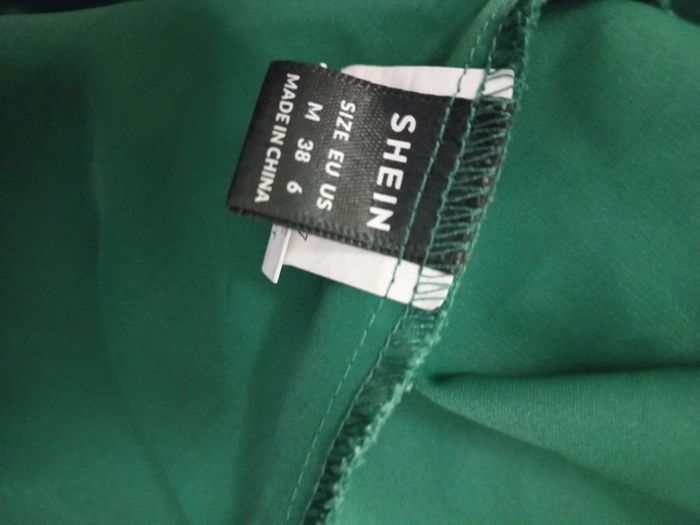 SHEIN
SIZE EU US
M 38 6
MADE IN CHINA